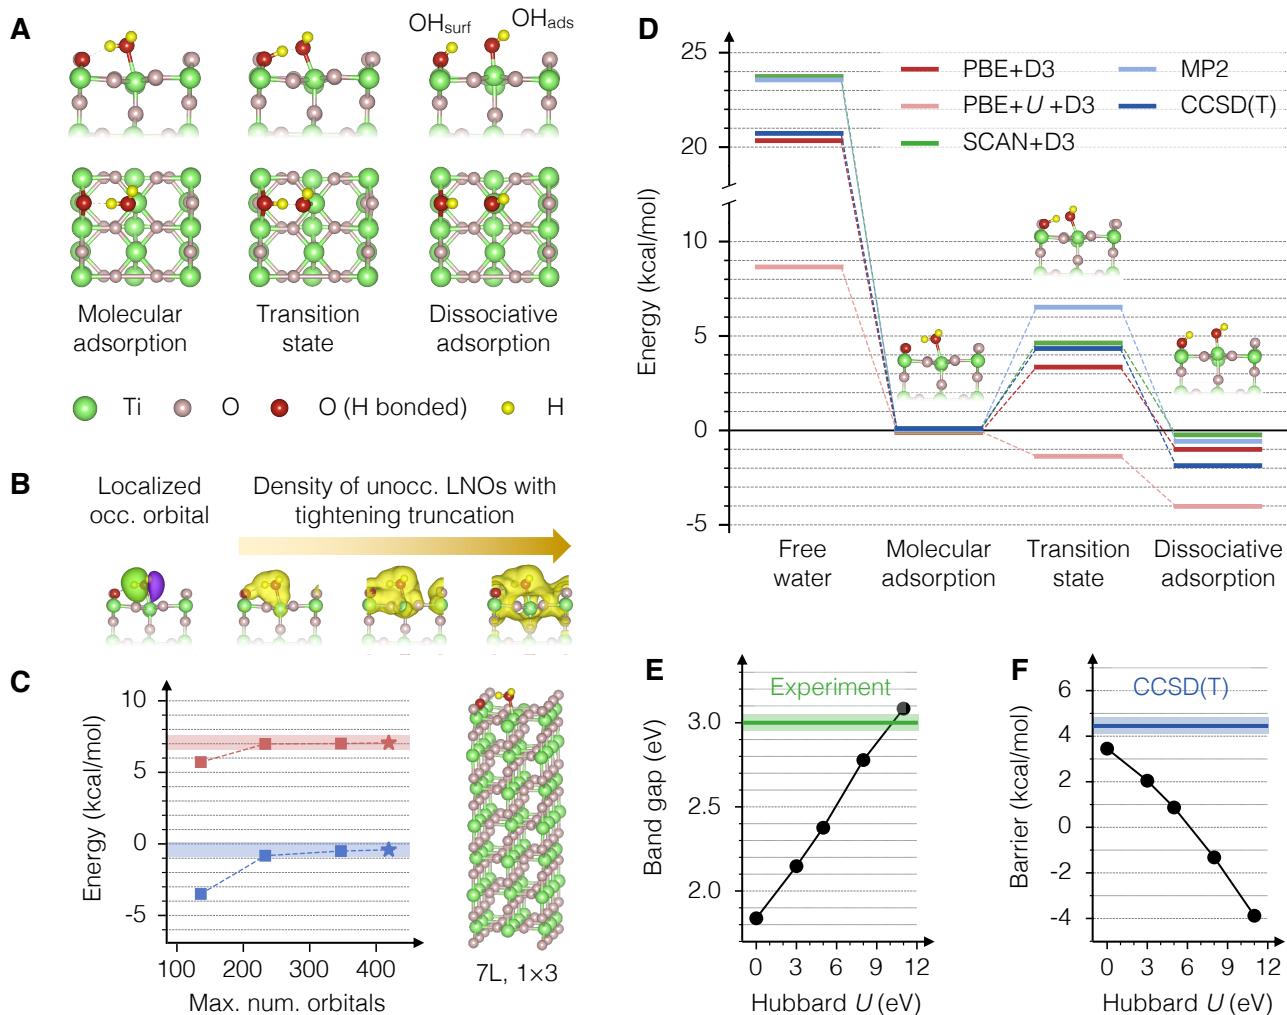 A
OHsurf
OHads
Molecular
adsorption
Transition
state
Dissociative
adsorption
Ti
O
O (H bonded)
H
B
Localized
occ. orbital
Density of unocc. LNOs with
tightening truncation
C
Energy (kcal/mol)
10
5
0
-5
100
200
300
400
Max. num. orbitals
7L, 1×3
D
Energy (kcal/mol)
25
20
10
5
0
-5
PBE+D3
PBE+U+D3
SCAN+D3
MP2
CCSD(T)
Free
water
Molecular
adsorption
Transition
state
Dissociative
adsorption
E
Experiment
Band gap (eV)
3.0
2.5
2.0
0
3
6
9
12
Hubbard U (eV)
F
CCSD(T)
Barrier (kcal/mol)
6
4
2
0
-2
-4
0
3
6
9
12
Hubbard U (eV)